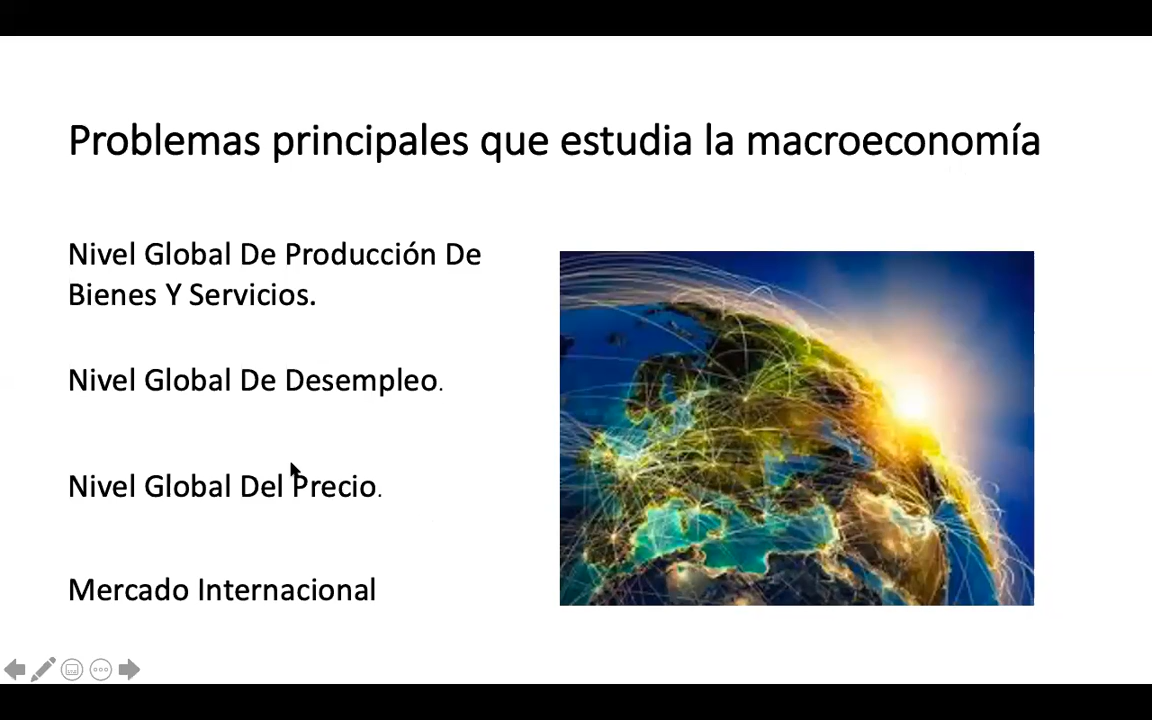 Problemas principales que estudia la macroeconomía
Nivel Global De Producción De
Bienes Y Servicios.
Nivel Global De Desempleo.
Nivel Global Del Precio.
Mercado Internacional